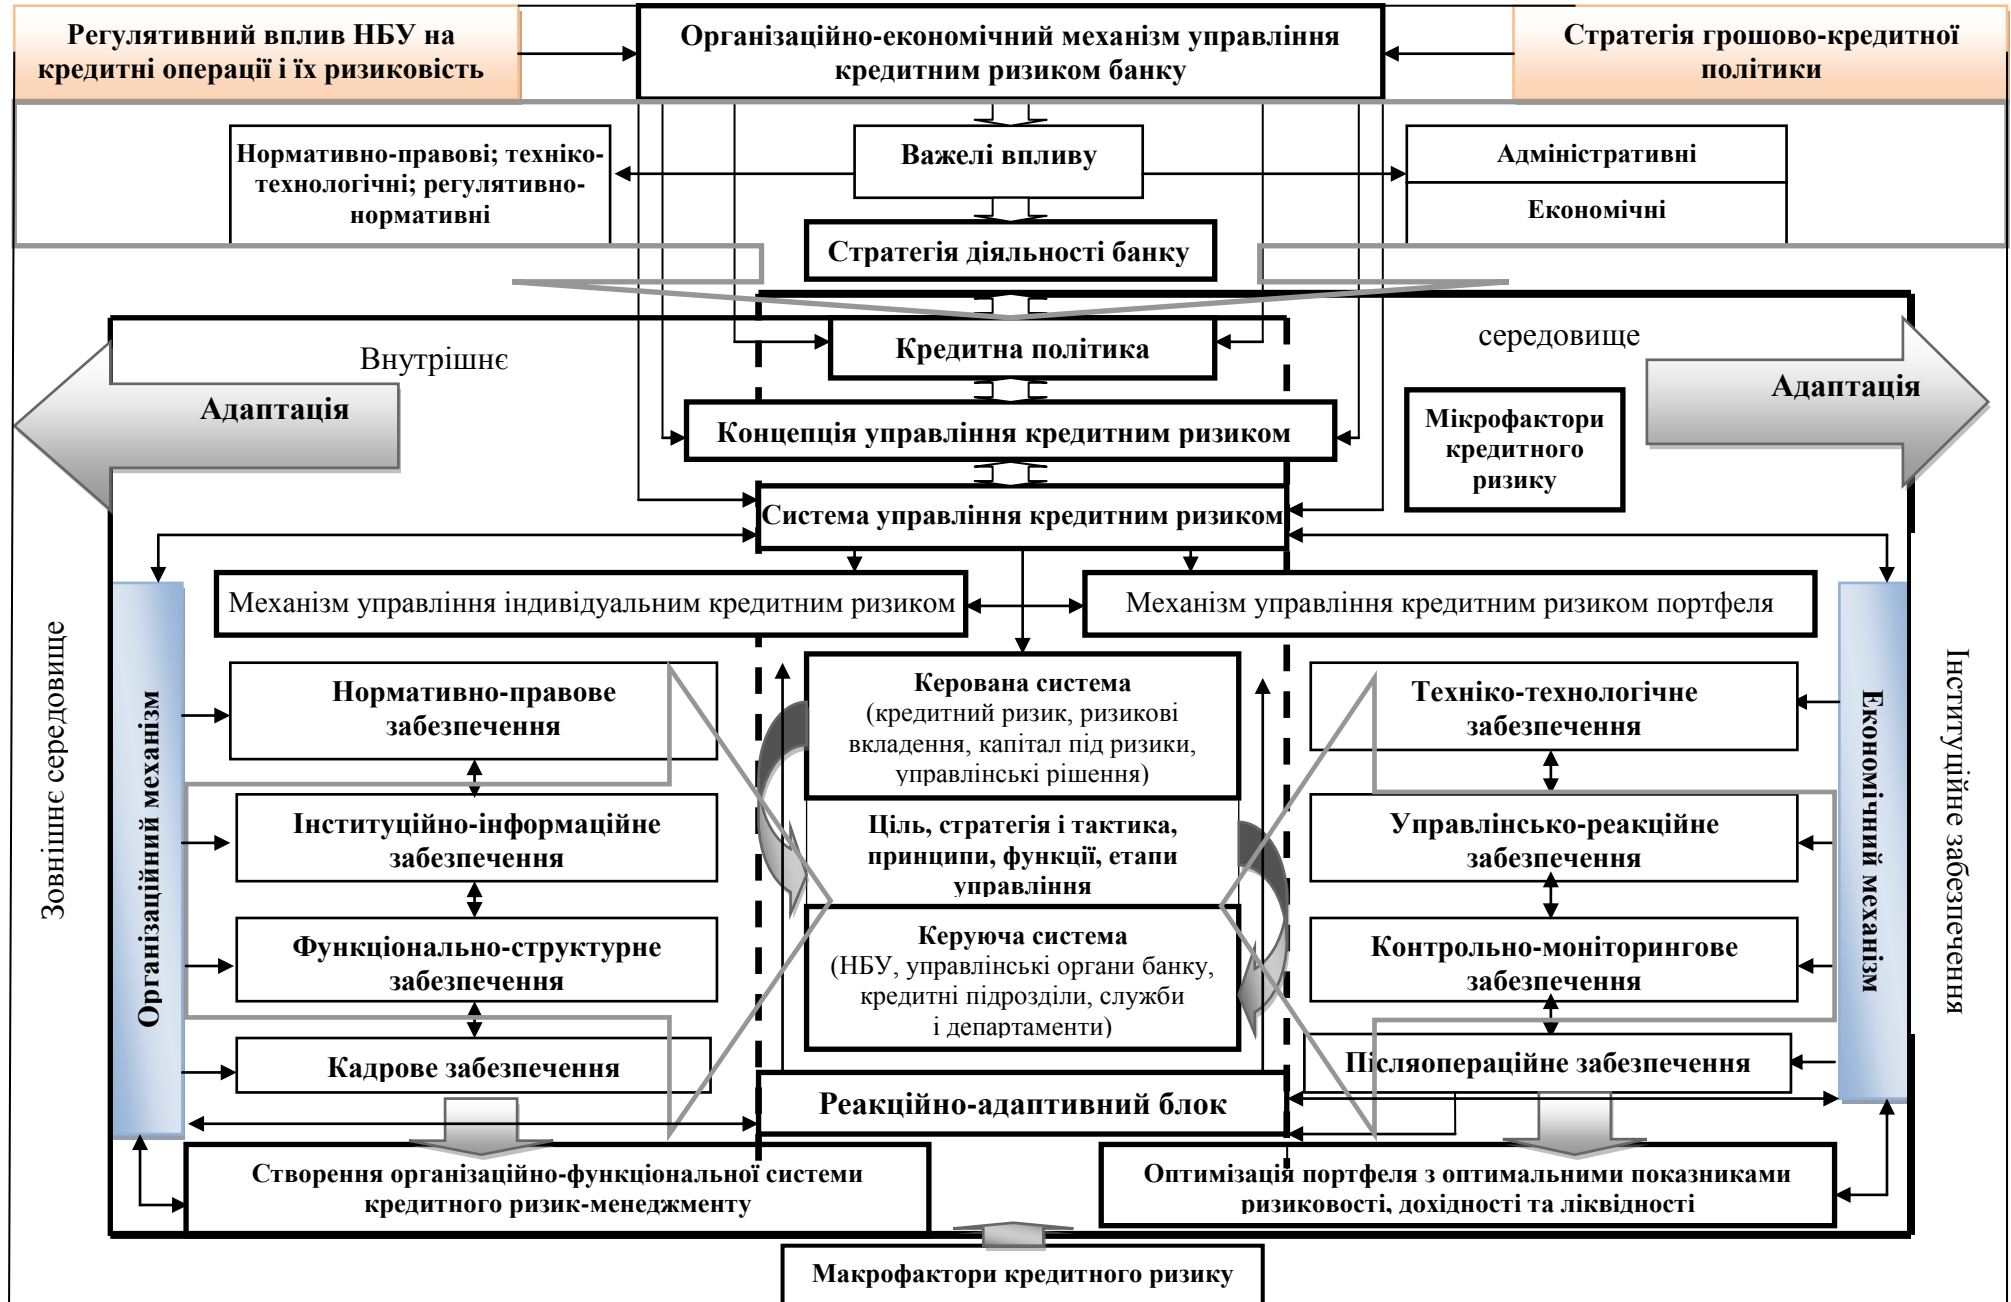 Регулятивний вплив НБУ на
кредитні операції і їх ризиковість
Організаційно-економічний механізм управління
кредитним ризиком банку
Стратегія грошово-кредитної
політики
Нормативно-правові; техніко-
технологічні; регулятивно-
нормативні
Важелі впливу
Адміністративні
Економічні
Стратегія діяльності банку
Внутрішнє
середовище
Кредитна політика
Адаптація
Адаптація
Концепція управління кредитним ризиком
Мікрофактори
кредитного
ризику
Система управління кредитним ризиком
Механізм управління індивідуальним кредитним ризиком
Механізм управління кредитним ризиком портфеля
Зовнішнє середовище
Організаційний механізм
Нормативно-правове
забезпечення
Інституційно-інформаційне
забезпечення
Функціонально-структурне
забезпечення
Кадрове забезпечення
Керована система
(кредитний ризик, ризикові
вкладення, капітал під ризики,
управлінські рішення)
Ціль, стратегія і тактика,
принципи, функції, етапи
управління
Керуюча система
(НБУ, управлінські органи банку,
кредитні підрозділи, служби
і департаменти)
Реакційно-адаптивний блок
Техніко-технологічне
забезпечення
Управлінсько-реакційне
забезпечення
Контрольно-моніторингове
забезпечення
Післяопераційне забезпечення
Економічний механізм
Інституційне забезпечення
Створення організаційно-функціональної системи
кредитного ризик-менеджменту
Оптимізація портфеля з оптимальними показниками
ризиковості, дохідності та ліквідності
Макрофактори кредитного ризику